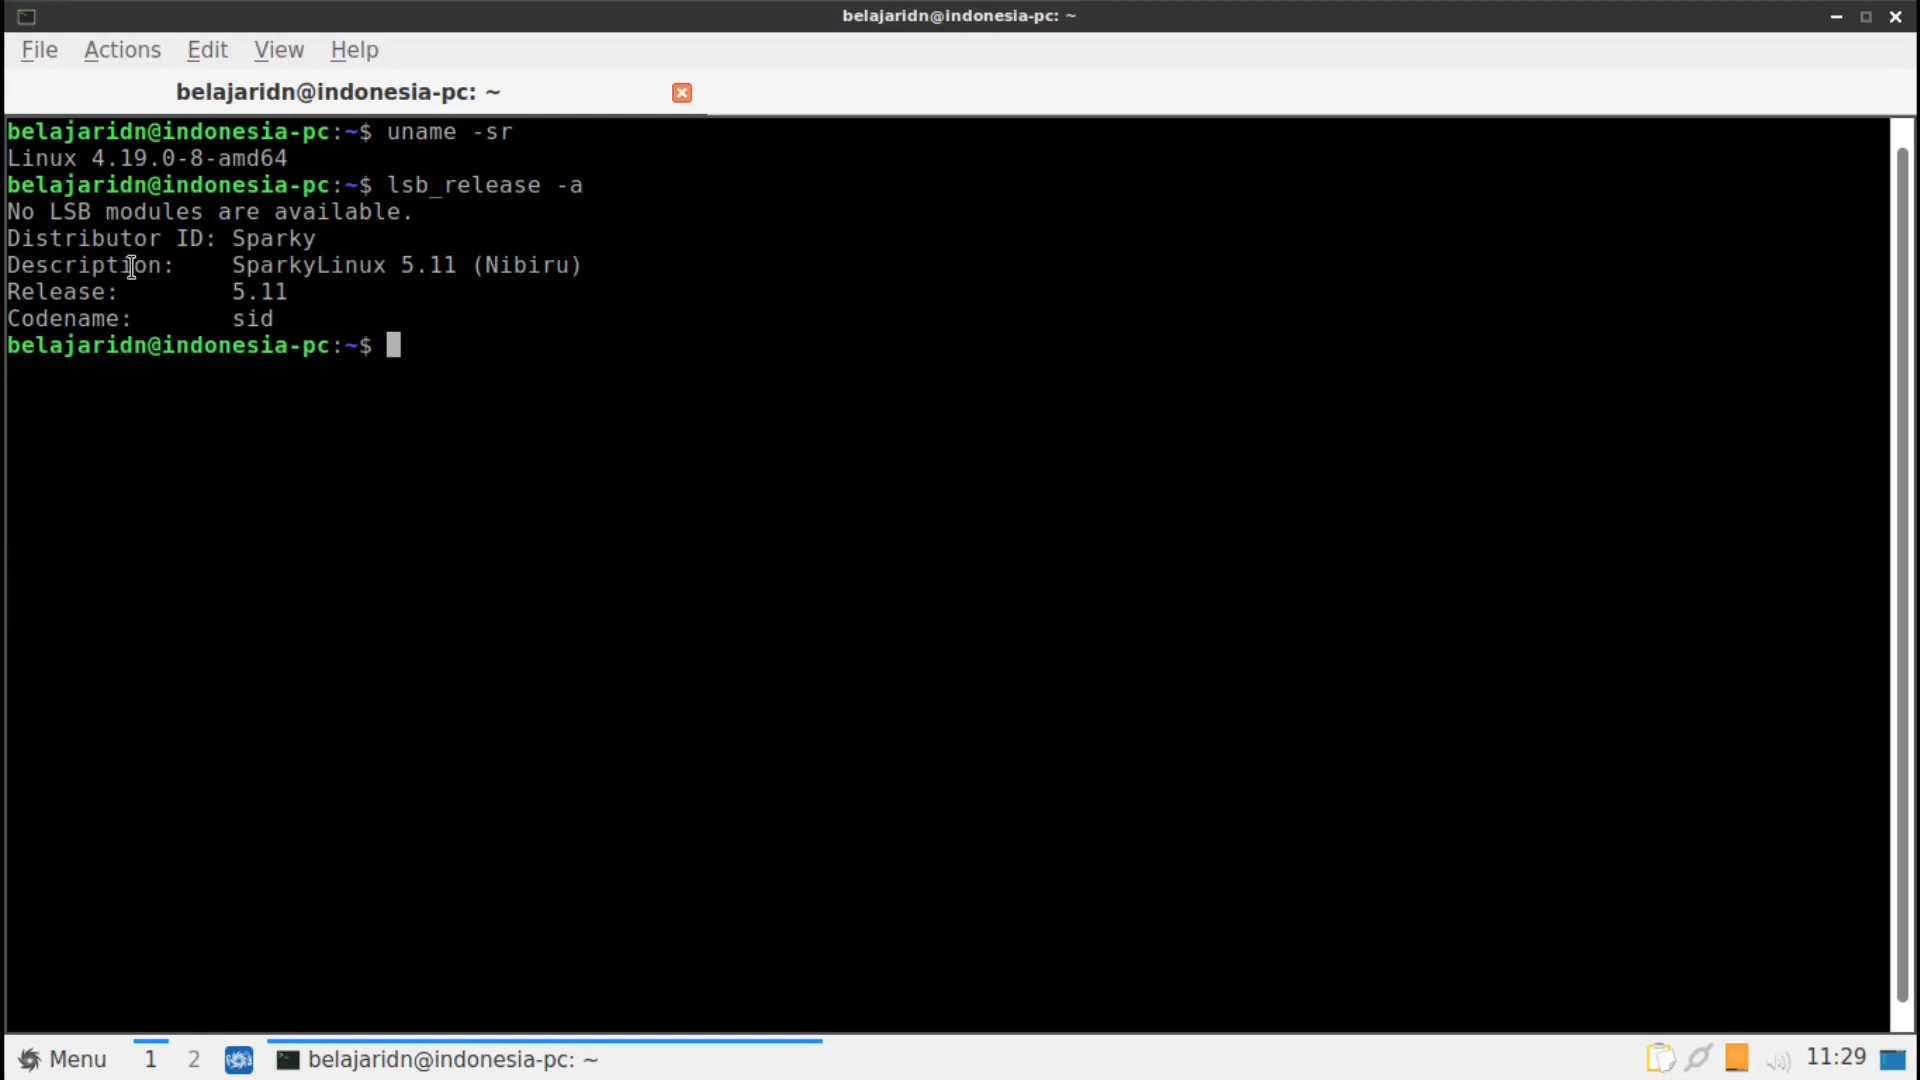 belajaridn@indonesia-pc: ~
File Actions Edit View Help
belajaridn@indonesia-pc: ~
belajaridn@indonesia-pc:~$ uname -sr
Linux 4.19.0-8-amd64
belajaridn@indonesia-pc:~$ lsb_release -a
No LSB modules are available.
Distributor ID: Sparky
Description:    SparkyLinux 5.11 (Nibiru)
Release:        5.11
Codename:       sid
belajaridn@indonesia-pc:~$
Menu 1 2 belajaridn@indonesia-pc: ~ 11:29